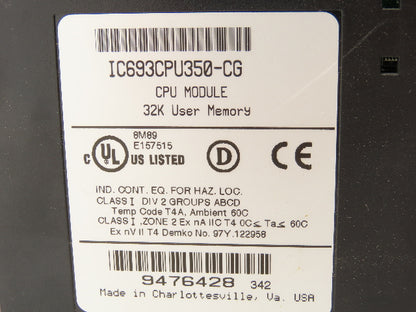 IC693CPU350-CG
CPU MODULE
32K User Memory
8M89
E157515
C UL US LISTED D CE
IND. CONT. EQ. FOR HAZ. LOC.
CLASS I DIV 2 GROUPS ABCD
Temp Code T4A, Ambient 60C
CLASS I .ZONE 2 Ex nA IIC T4 0C≤ Ta≤ 60C
Ex nV II T4 Demko No. 97Y.122958
9476428 342
Made in Charlottesville, Va. USA